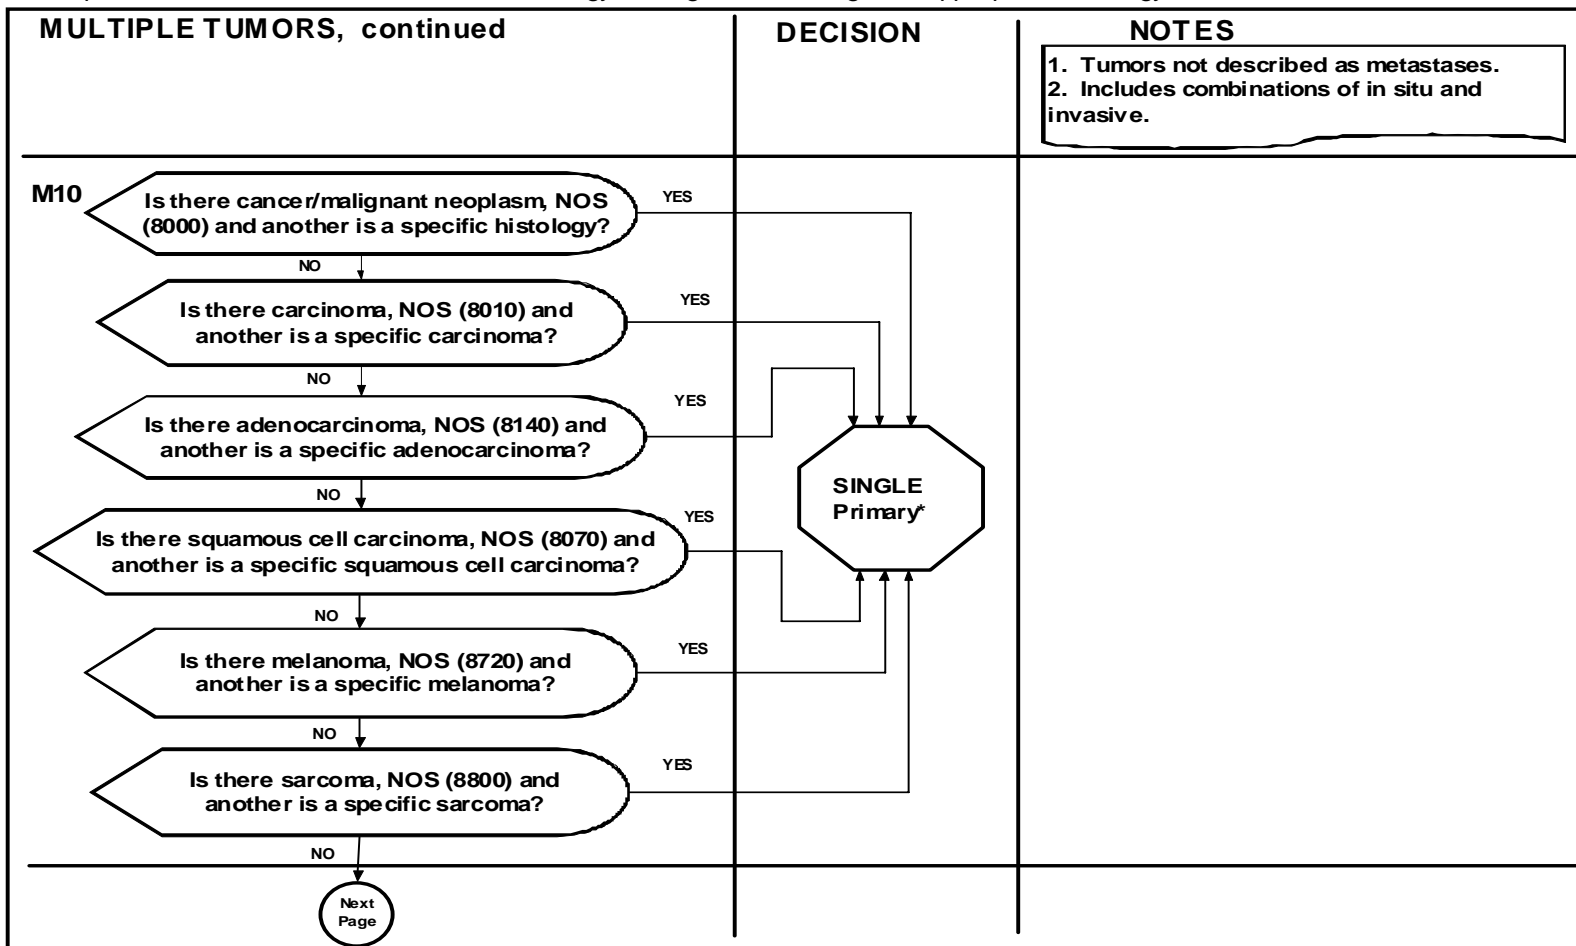 MULTIPLE TUMORS, continued
DECISION
NOTES
1. Tumors not described as metastases.
2. Includes combinations of in situ and
invasive.
M10
Is there cancer/malignant neoplasm, NOS
(8000) and another is a specific histology?
YES
NO
Is there carcinoma, NOS (8010) and
another is a specific carcinoma?
YES
NO
Is there adenocarcinoma, NOS (8140) and
another is a specific adenocarcinoma?
YES
NO
SINGLE
Primary*
Is there squamous cell carcinoma, NOS (8070) and
another is a specific squamous cell carcinoma?
YES
NO
Is there melanoma, NOS (8720) and
another is a specific melanoma?
YES
NO
Is there sarcoma, NOS (8800) and
another is a specific sarcoma?
YES
NO
Next
Page